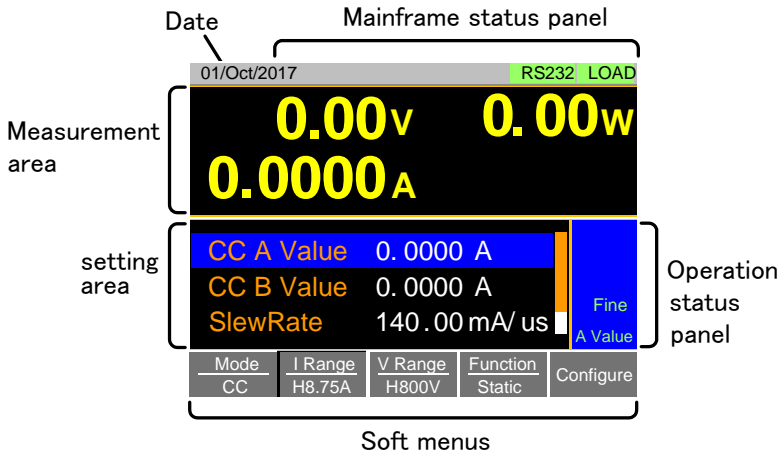 Date
Mainframe status panel
01/Oct/2017 RS232 LOAD
Measurement area
0.00V 0.00W
0.0000A
setting area
CC A Value 0.0000 A
CC B Value 0.0000 A
SlewRate 140.00 mA/us
Fine
A Value
Operation status panel
Mode I Range V Range Function Configure
CC H8.75A H800V Static
Soft menus